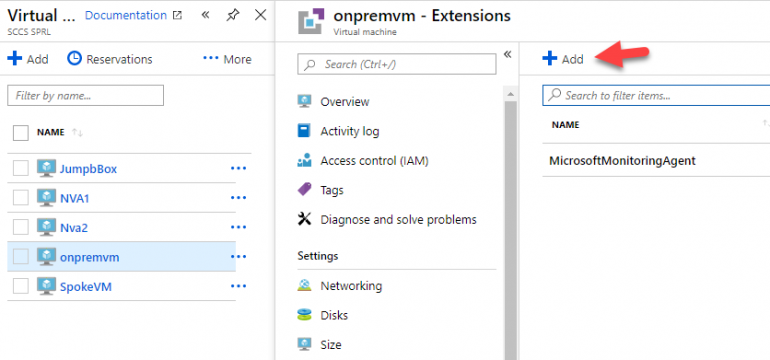 Virtual ...
Documentation
SCCS SPRL
Add
Reservations
More
Filter by name...
NAME
JumpbBox
NVA1
Nva2
onpremvm
SpokeVM
onpremvm - Extensions
Virtual machine
Search (Ctrl+/)
Overview
Activity log
Access control (IAM)
Tags
Diagnose and solve problems
Settings
Networking
Disks
Size
Add
Search to filter items...
NAME
MicrosoftMonitoringAgent